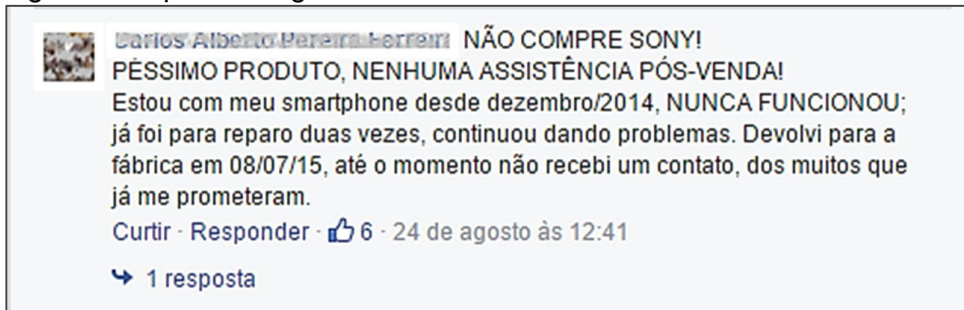 NÃO COMPRE SONY!
PÉSSIMO PRODUTO, NENHUMA ASSISTÊNCIA PÓS-VENDA!
Estou com meu smartphone desde dezembro/2014, NUNCA FUNCIONOU;
já foi para reparo duas vezes, continuou dando problemas. Devolvi para a
fábrica em 08/07/15, até o momento não recebi um contato, dos muitos que
já me prometeram.
Curtir · Responder · 6 · 24 de agosto às 12:41
1 resposta